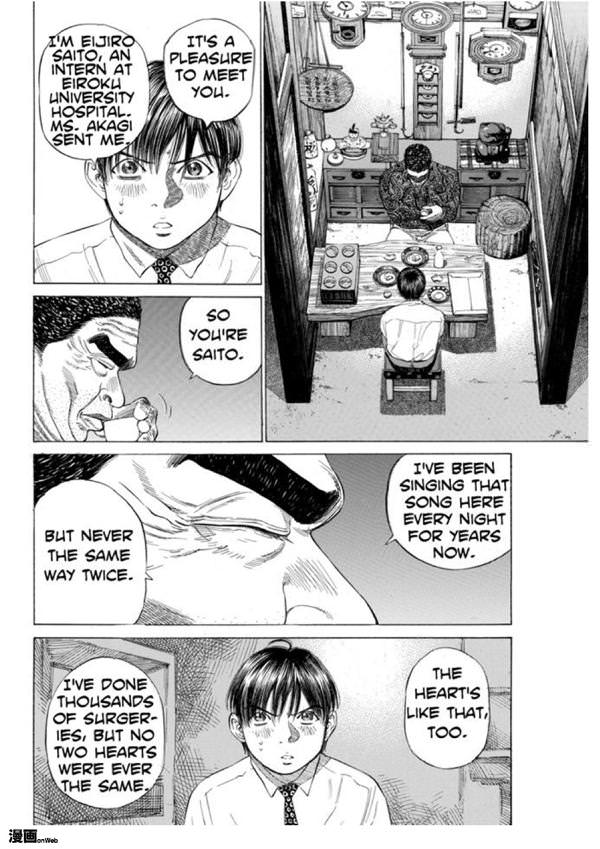 IT'S A
PLEASURE
TO MEET
YOU.
I'M EIJIRO
SAITO, AN
INTERN AT
EIROKU
UNIVERSITY
HOSPITAL.
MS. AKAGI
SENT ME.
SO
YOU'RE
SAITO.
I'VE BEEN
SINGING THAT
SONG HERE
EVERY NIGHT
FOR YEARS
NOW.
BUT NEVER
THE SAME
WAY TWICE.
THE
HEART'S
LIKE THAT,
TOO.
I'VE DONE
THOUSANDS
OF SURGER-
IES, BUT NO
TWO HEARTS
WERE EVER
THE SAME.
漫画onWeb